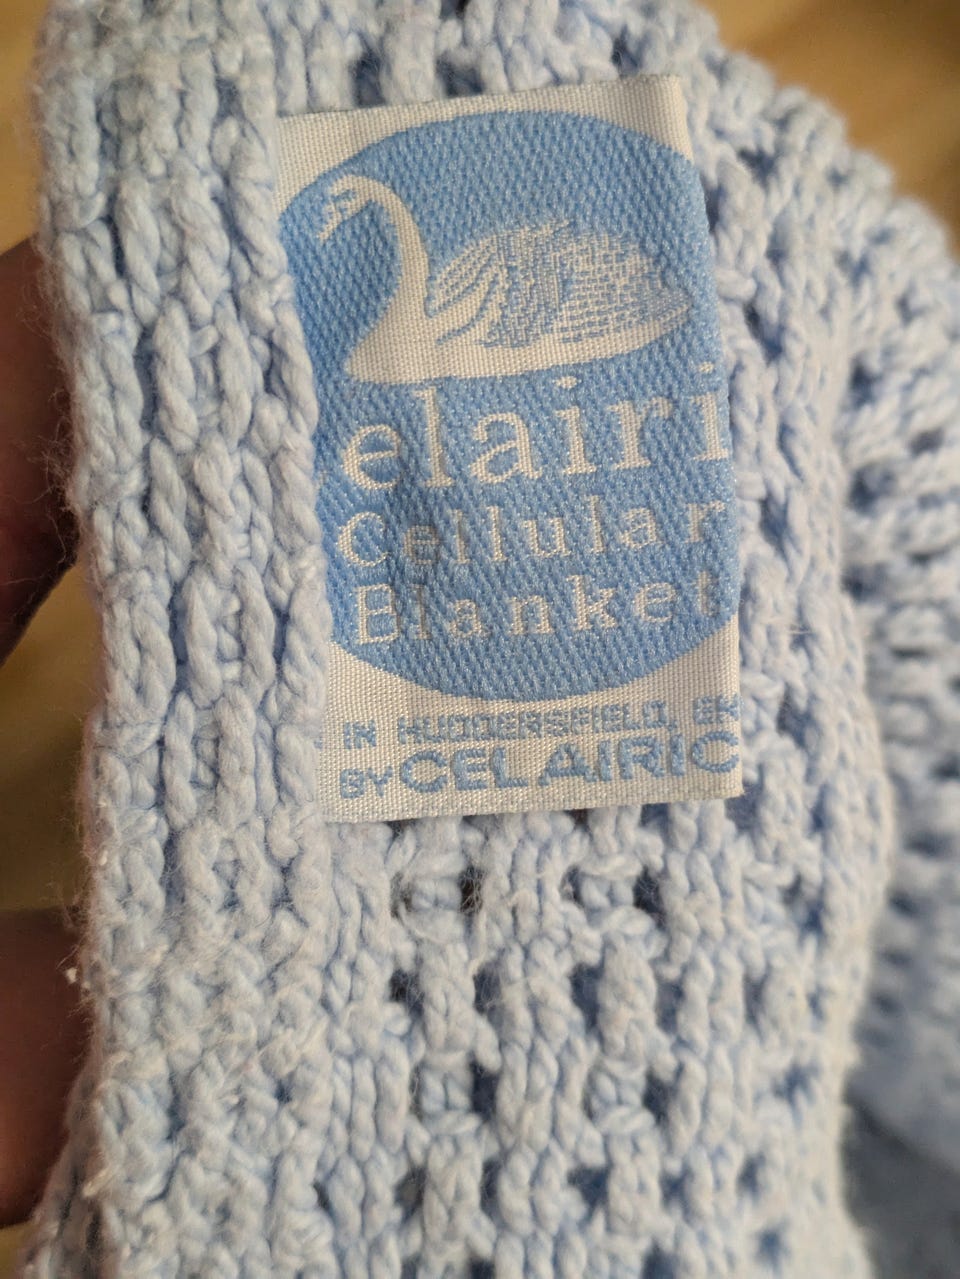 elairi
Cellular
Blanket
IN HUDDERSFIELD, EN
BY CELAIRIC